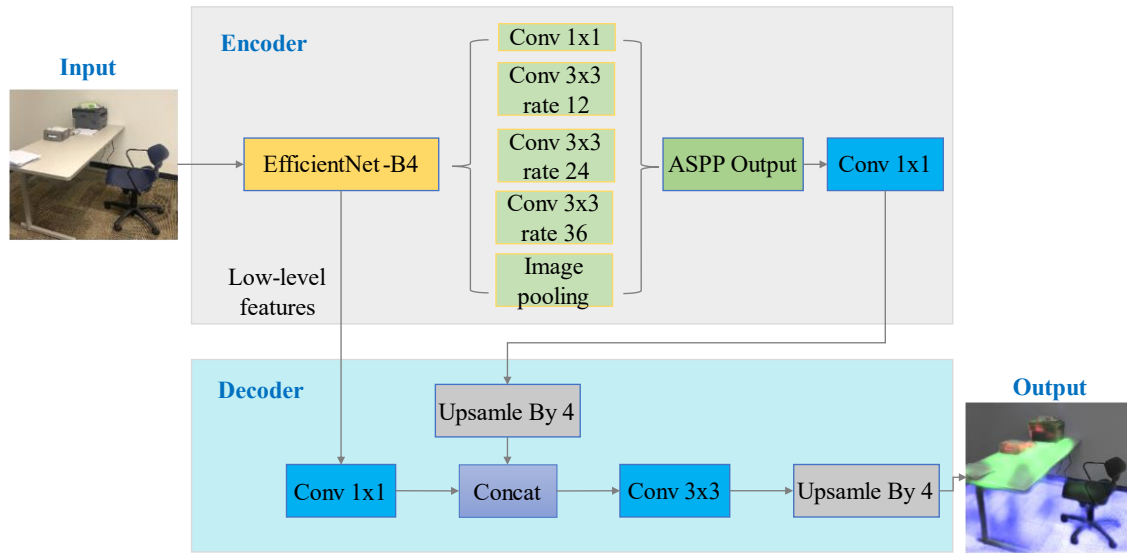 Encoder
Input
Conv 1x1
Conv 3x3
rate 12
EfficientNet-B4
Conv 3x3
rate 24
ASPP Output
Conv 1x1
Conv 3x3
rate 36
Image
pooling
Low-level
features
Decoder
Output
Upsamle By 4
Conv 1x1
Concat
Conv 3x3
Upsamle By 4